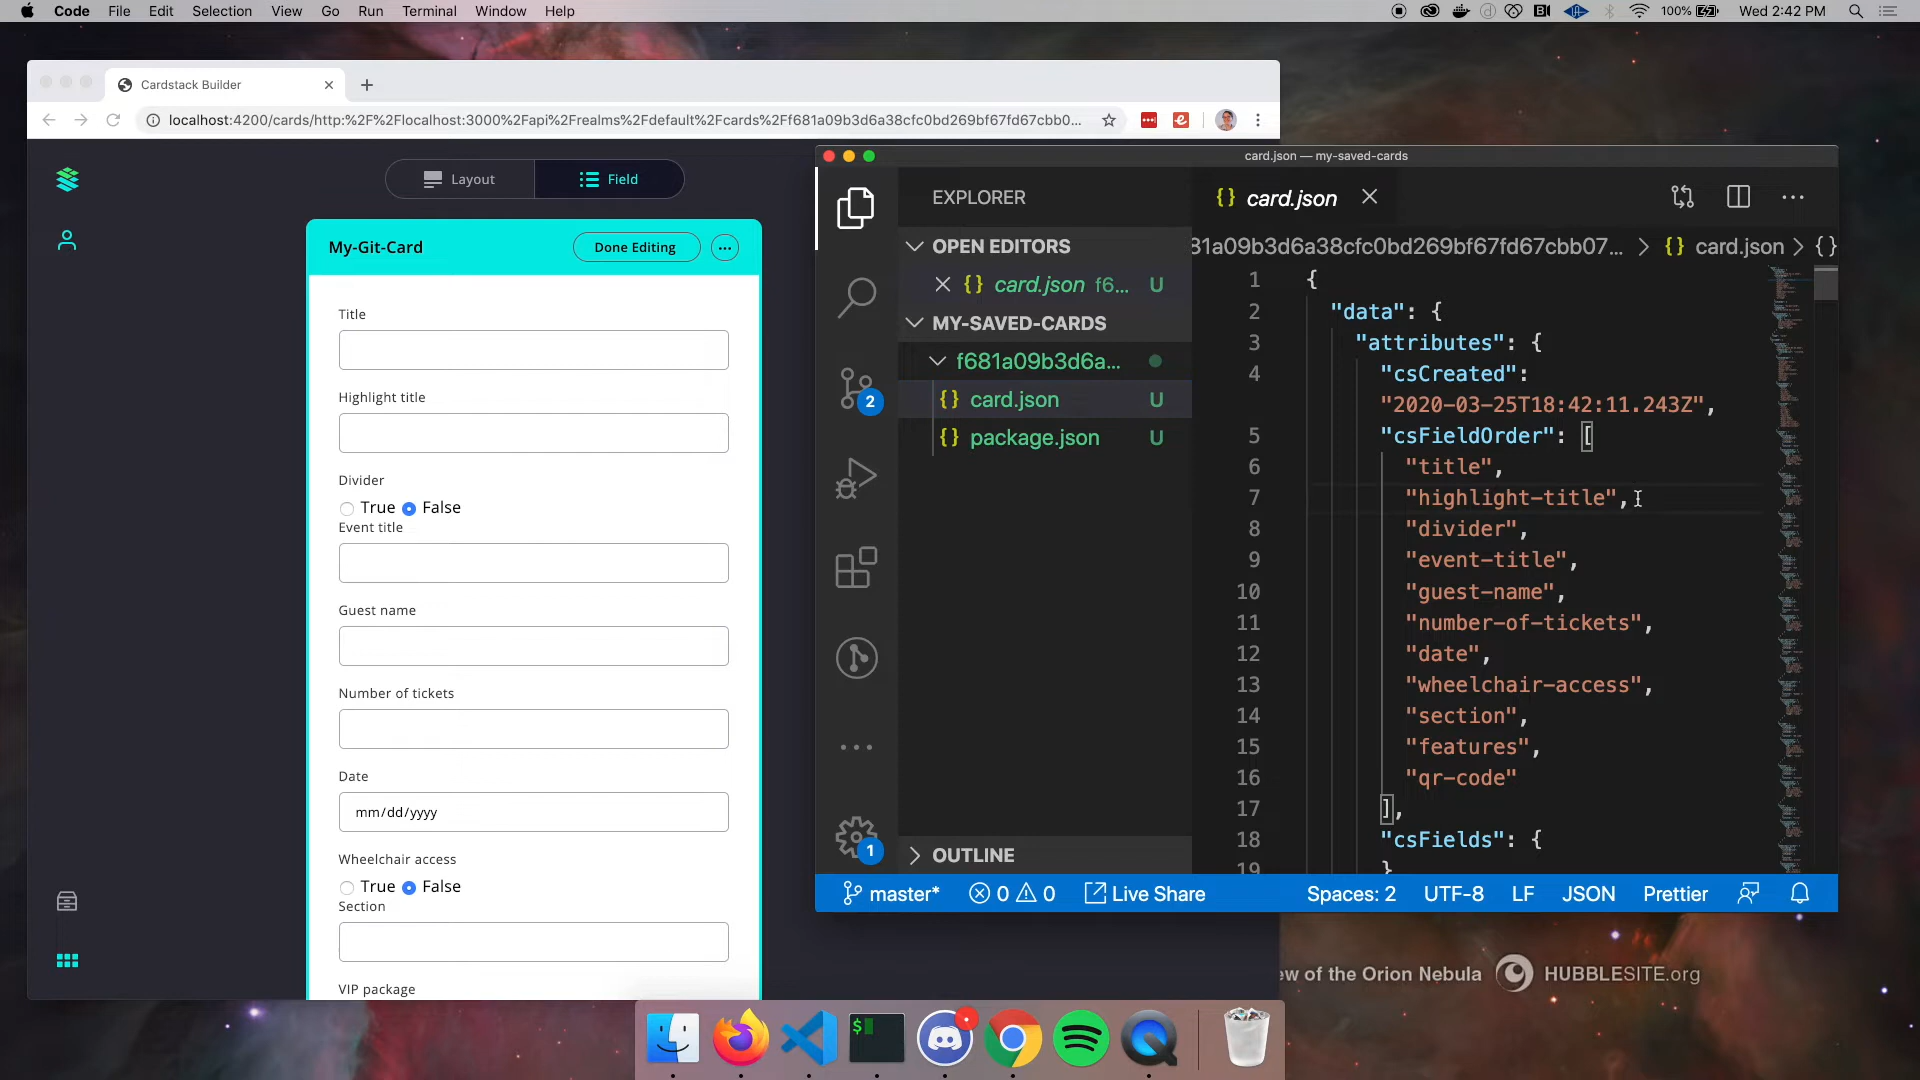 Code File Edit Selection View Go Run Terminal Window Help
100% Wed 2:42 PM
Cardstack Builder
localhost:4200/cards/http:%2F%2Flocalhost:3000%2Fapi%2Frealms%2Fdefault%2Fcards%2Ff681a09b3d6a38cfc0bd269bf67fd67cbb0...
Layout Field
My-Git-Card Done Editing
Title
Highlight title
Divider
True False
Event title
Guest name
Number of tickets
Date
mm/dd/yyyy
Wheelchair access
True False
Section
VIP package
card.json — my-saved-cards
EXPLORER
OPEN EDITORS
{} card.json f6... U
MY-SAVED-CARDS
f681a09b3d6a...
{} card.json U
{} package.json U
OUTLINE
2
1
{} card.json
81a09b3d6a38cfc0bd269bf67fd67cbb07... > {} card.json > {}
1 {
2 "data": {
3 "attributes": {
4 "csCreated":
"2020-03-25T18:42:11.243Z",
5 "csFieldOrder": [
6 "title",
7 "highlight-title",
8 "divider",
9 "event-title",
10 "guest-name",
11 "number-of-tickets",
12 "date",
13 "wheelchair-access",
14 "section",
15 "features",
16 "qr-code"
17 ],
18 "csFields": {
19 }
master* 0 0 Live Share Spaces: 2 UTF-8 LF JSON Prettier
ew of the Orion Nebula HUBBLESITE.org
$